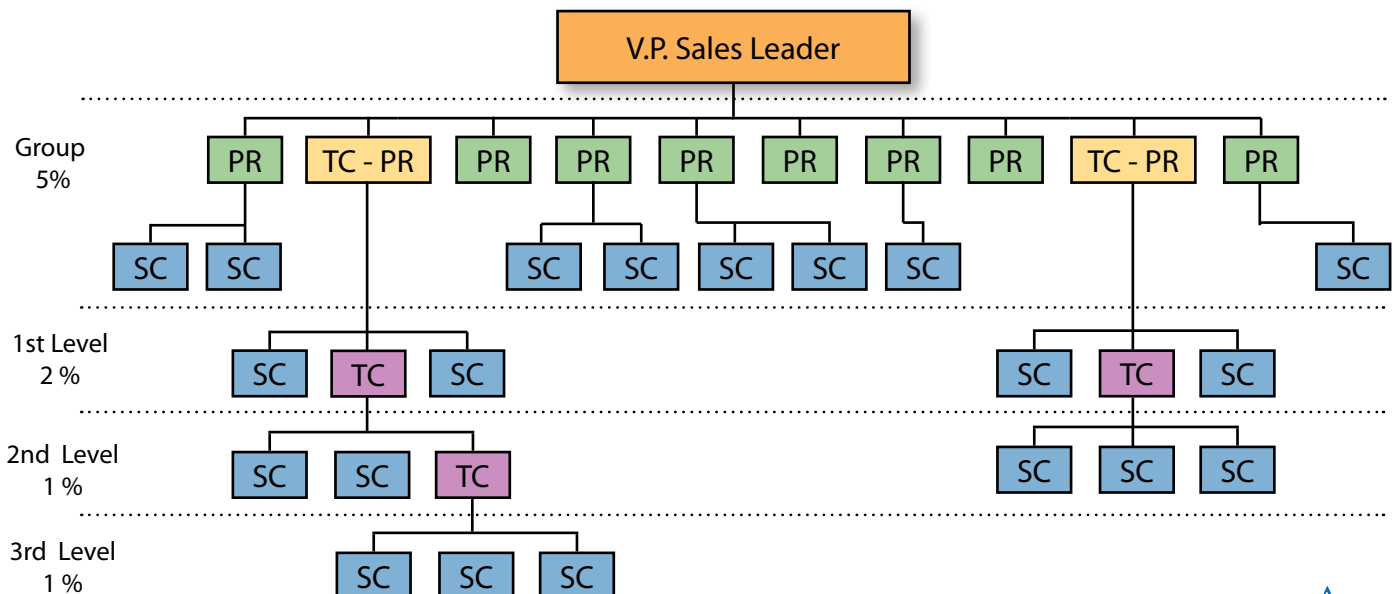 V.P. Sales Leader
Group
5%
PR
TC - PR
PR
PR
PR
PR
PR
PR
TC - PR
PR
SC
SC
SC
SC
SC
SC
SC
SC
1st Level
2 %
SC
TC
SC
SC
TC
SC
2nd Level
1 %
SC
SC
TC
SC
SC
SC
3rd Level
1 %
SC
SC
SC